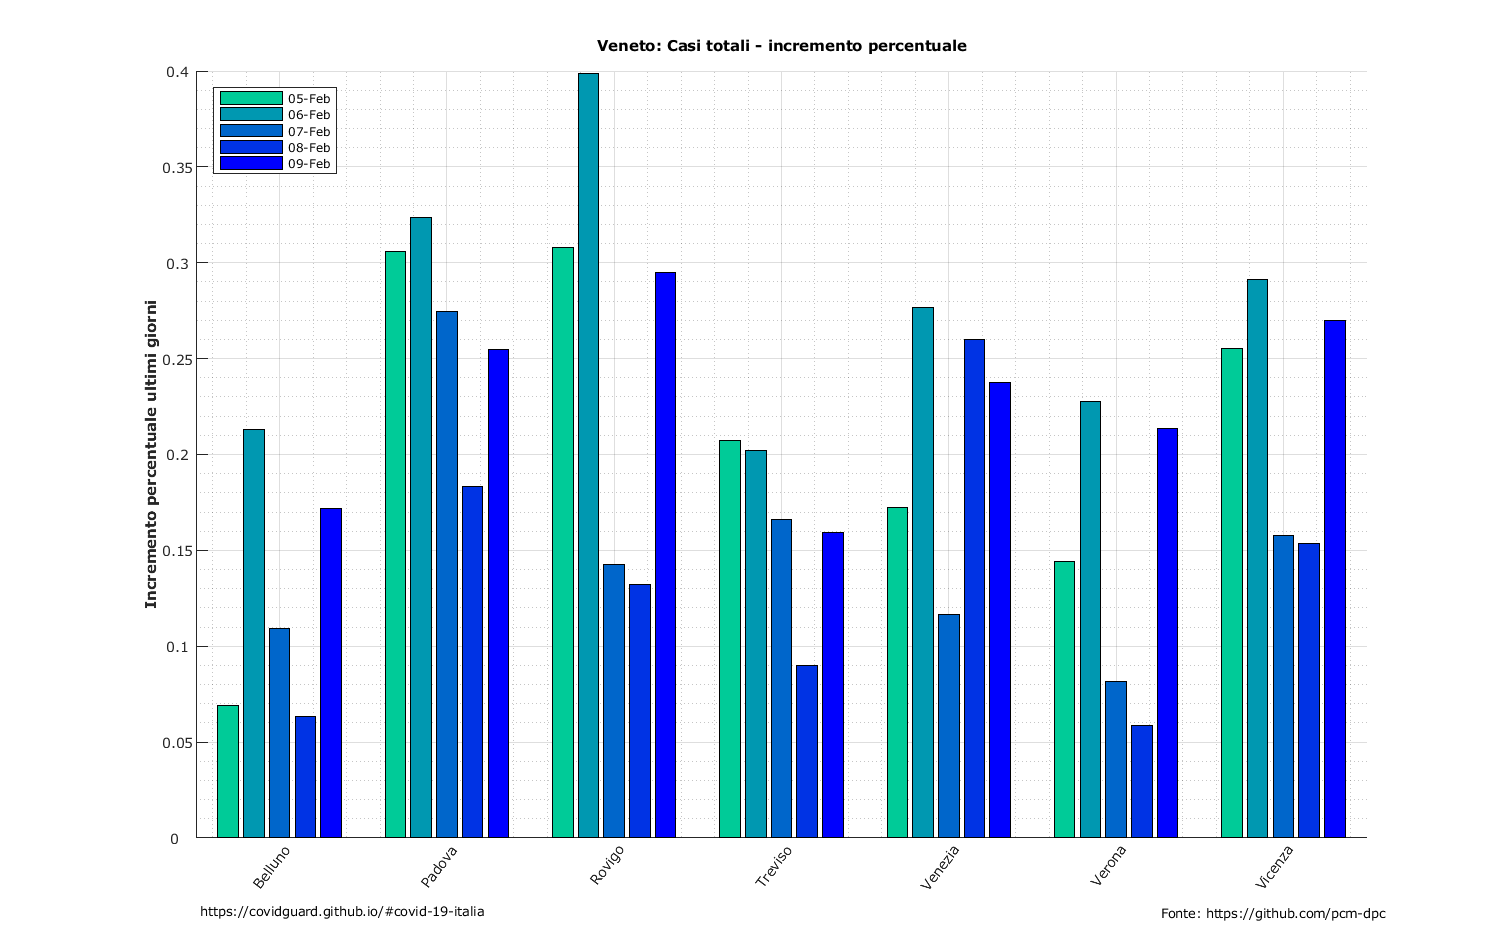 Veneto: Casi totali - incremento percentuale
05-Feb
06-Feb
07-Feb
08-Feb
09-Feb
Incremento percentuale ultimi giorni
0.4
0.35
0.3
0.25
0.2
0.15
0.1
0.05
0
Belluno
Padova
Rovigo
Treviso
Venezia
Verona
Vicenza
https://covidguard.github.io/#covid-19-italia
Fonte: https://github.com/pcm-dpc